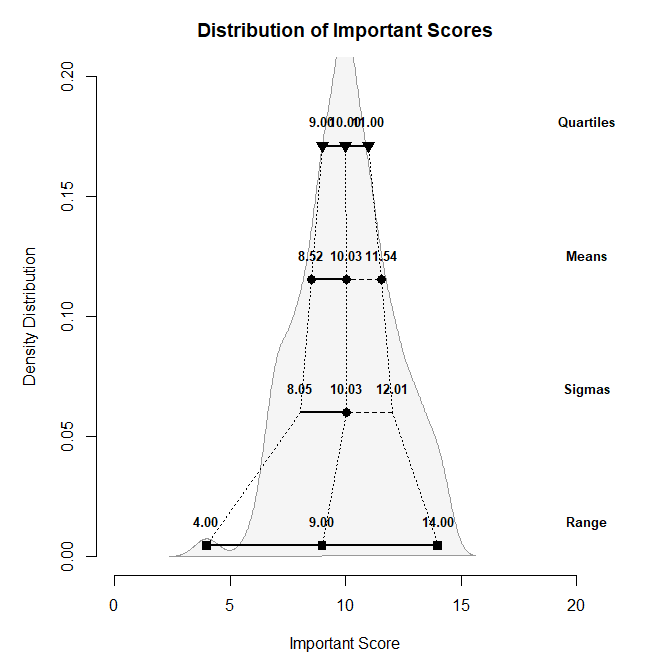 Distribution of Important Scores
0.20
9.00 10.00 11.00 Quartiles
0.15
8.52 10.03 11.54 Means
0.10
8.05 10.03 12.01 Sigmas
0.05
4.00 9.00 14.00 Range
0.00
Density Distribution
0 5 10 15 20
Important Score